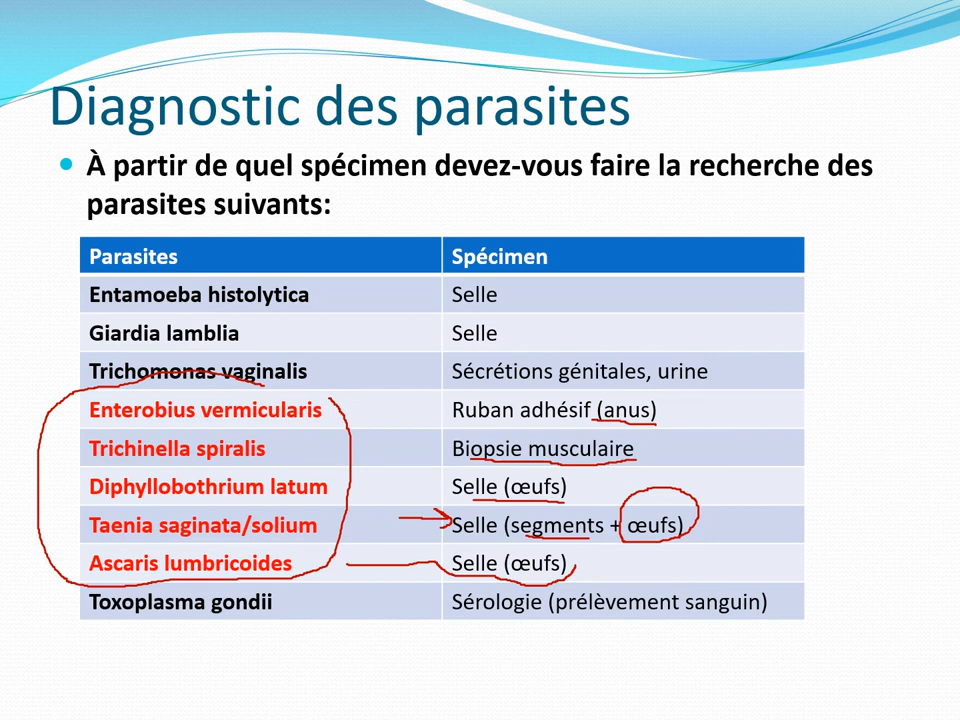 Diagnostic des parasites
À partir de quel spécimen devez-vous faire la recherche des
parasites suivants:
Parasites Spécimen
Entamoeba histolytica Selle
Giardia lamblia Selle
Trichomonas vaginalis Sécrétions génitales, urine
Enterobius vermicularis Ruban adhésif (anus)
Trichinella spiralis Biopsie musculaire
Diphyllobothrium latum Selle (œufs)
Taenia saginata/solium Selle (segments + œufs)
Ascaris lumbricoides Selle (œufs)
Toxoplasma gondii Sérologie (prélèvement sanguin)